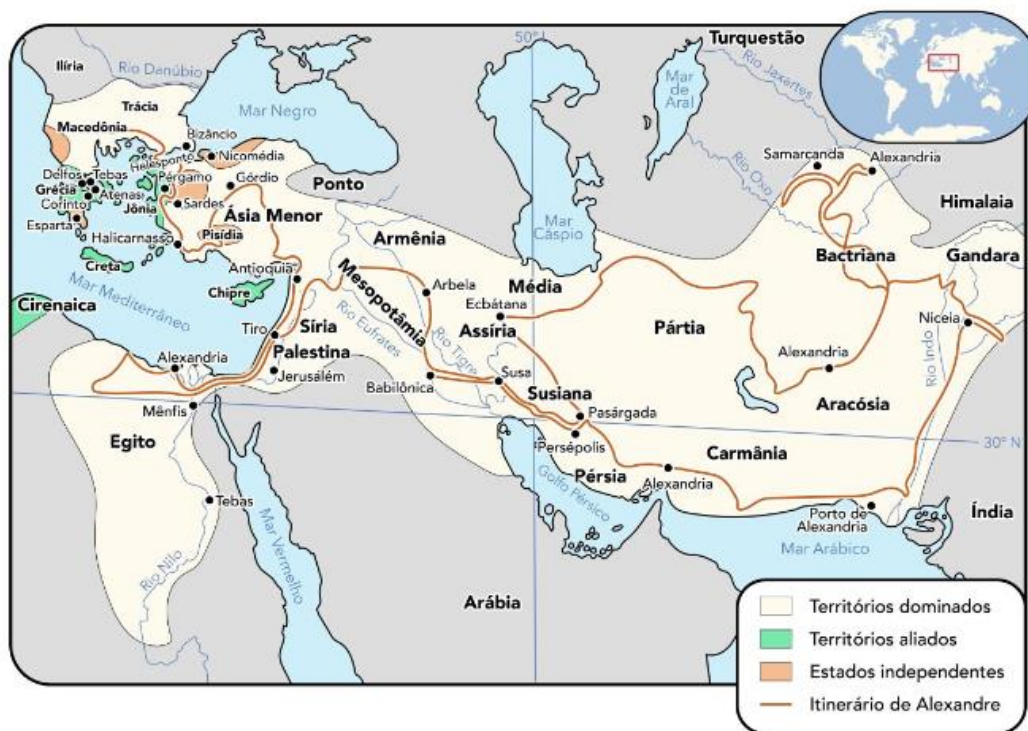 50° L
Turquestão
Ilíria
Rio Danúbio
Mar de Aral
Rio Jaxertes
Trácia
Mar Negro
Macedônia
Bizâncio
Helesponto
Nicomédia
Samarcanda
Alexandria
Delfos
Tebas
Pérgamo
Górdio
Ponto
Rio Oxo
Grécia
Atenas
Corinto
Jônia
Sardes
Ásia Menor
Mar Cáspio
Himalaia
Esparta
Pisídia
Halicarnasso
Armênia
Bactriana
Gandara
Creta
Antioquia
Média
Mar Mediterrâneo
Chipre
Mesopotâmia
Arbela
Ecbátana
Cirenaica
Tiro
Síria
Rio Eufrates
Assíria
Pártia
Niceia
Palestina
Rio Tigre
Alexandria
Alexandria
Rio Indo
Jerusálém
Babilônica
Susa
Susiana
Aracósia
Mênfis
Pasárgada
30° N
Egito
Persépolis
Carmânia
Pérsia
Alexandria
Golfo Pérsico
Tebas
Porto de Alexandria
Índia
Mar Vermelho
Mar Arábico
Rio Nilo
Arábia
Territórios dominados
Territórios aliados
Estados independentes
Itinerário de Alexandre